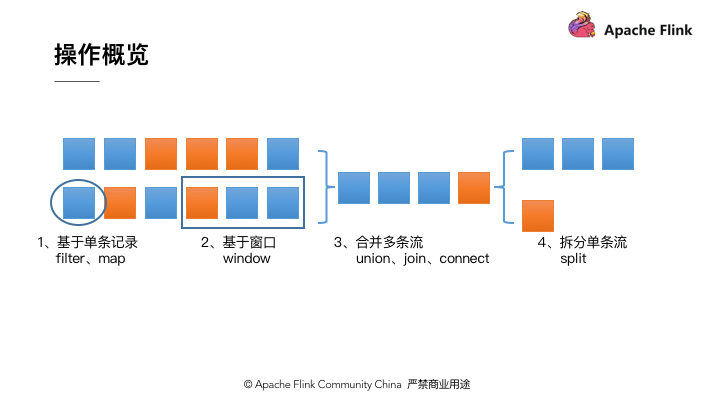 Apache Flink
操作概览
1、基于单条记录
filter、map
2、基于窗口
window
3、合并多条流
union、join、connect
4、拆分单条流
split
© Apache Flink Community China 严禁商业用途